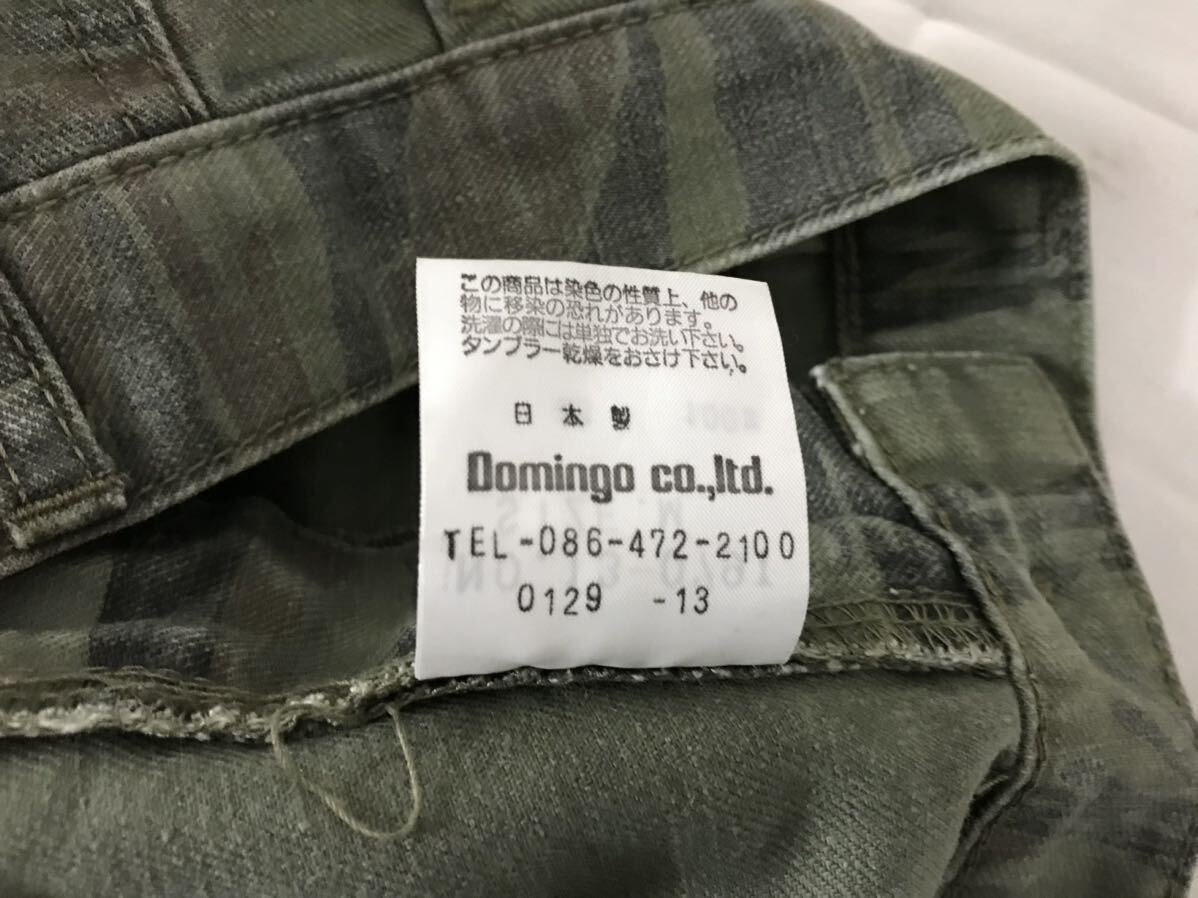 この商品は染色の性質上、他の
物に移染の恐れがあります。
洗濯の際には単独でお洗い下さい。
タンブラー乾燥をおさけ下さい。
日本製
Domingo co.,ltd.
TEL-086-472-2100
0129 -13